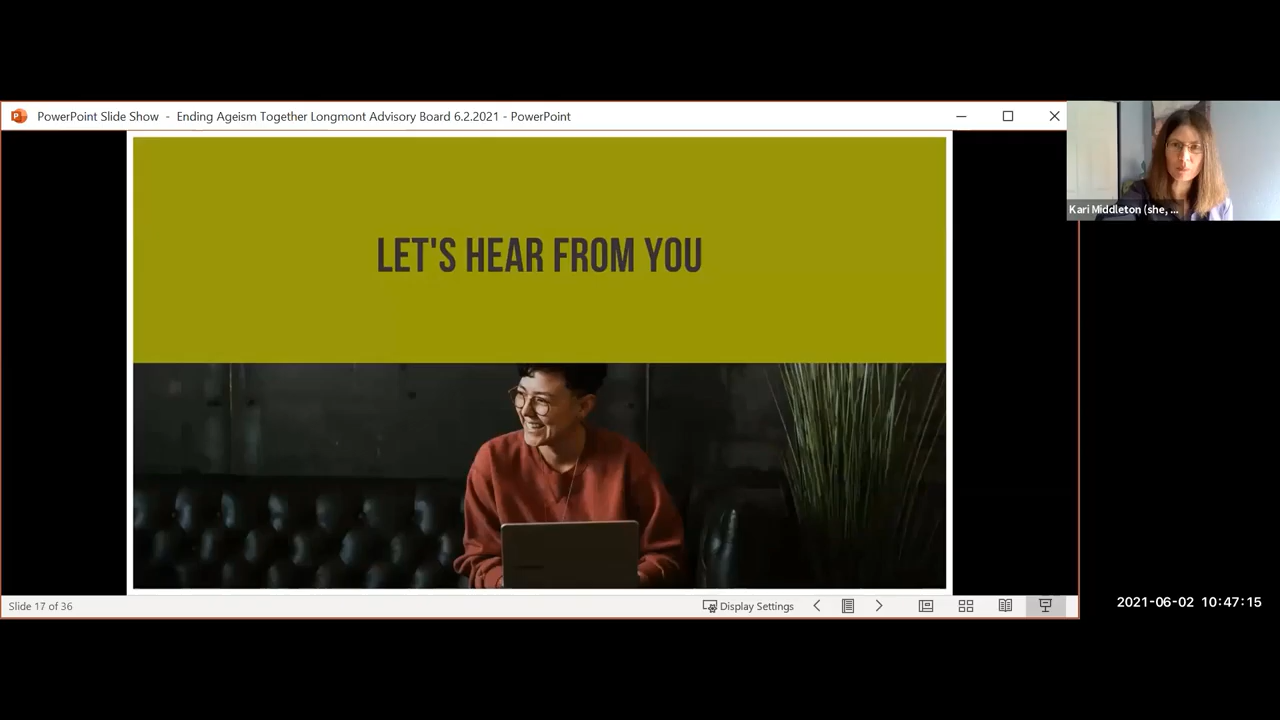 PowerPoint Slide Show - Ending Ageism Together Longmont Advisory Board 6.2.2021 - PowerPoint
Kari Middleton (she, ...
LET'S HEAR FROM YOU
Slide 17 of 36
Display Settings
2021-06-02 10:47:15